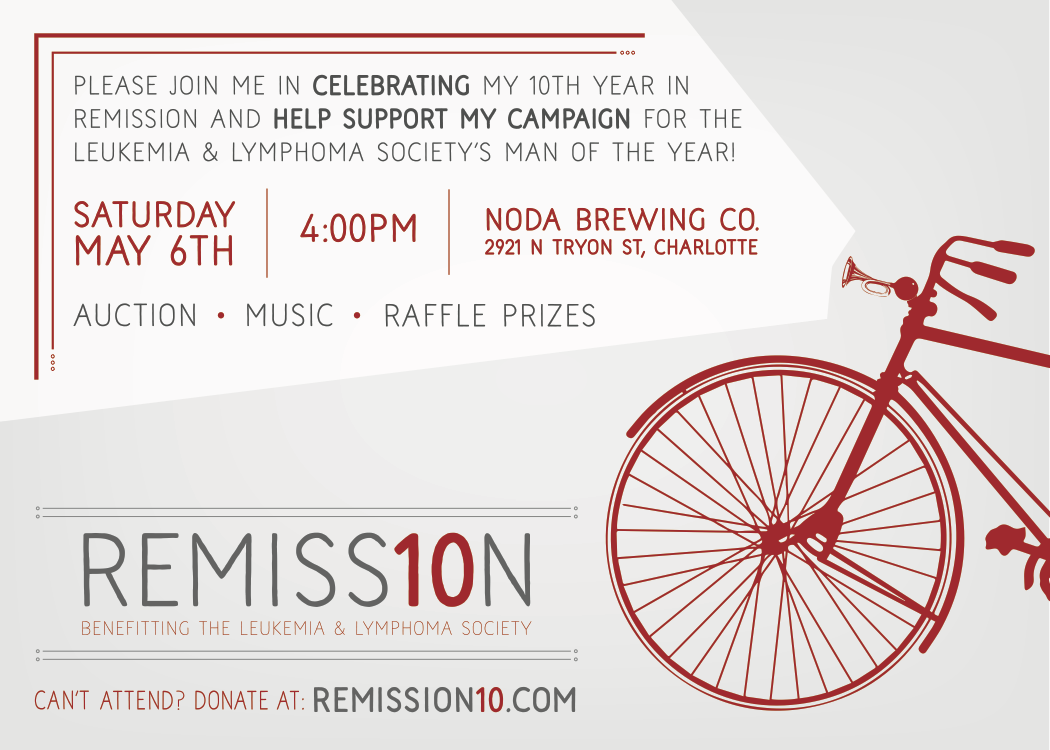 PLEASE JOIN ME IN CELEBRATING MY 10TH YEAR IN
REMISSION AND HELP SUPPORT MY CAMPAIGN FOR THE
LEUKEMIA & LYMPHOMA SOCIETY'S MAN OF THE YEAR!
SATURDAY
MAY 6TH
4:00PM
NODA BREWING CO.
2921 N TRYON ST, CHARLOTTE
AUCTION • MUSIC • RAFFLE PRIZES
REMISS10N
BENEFITTING THE LEUKEMIA & LYMPHOMA SOCIETY
CAN'T ATTEND? DONATE AT: REMISSION10.COM